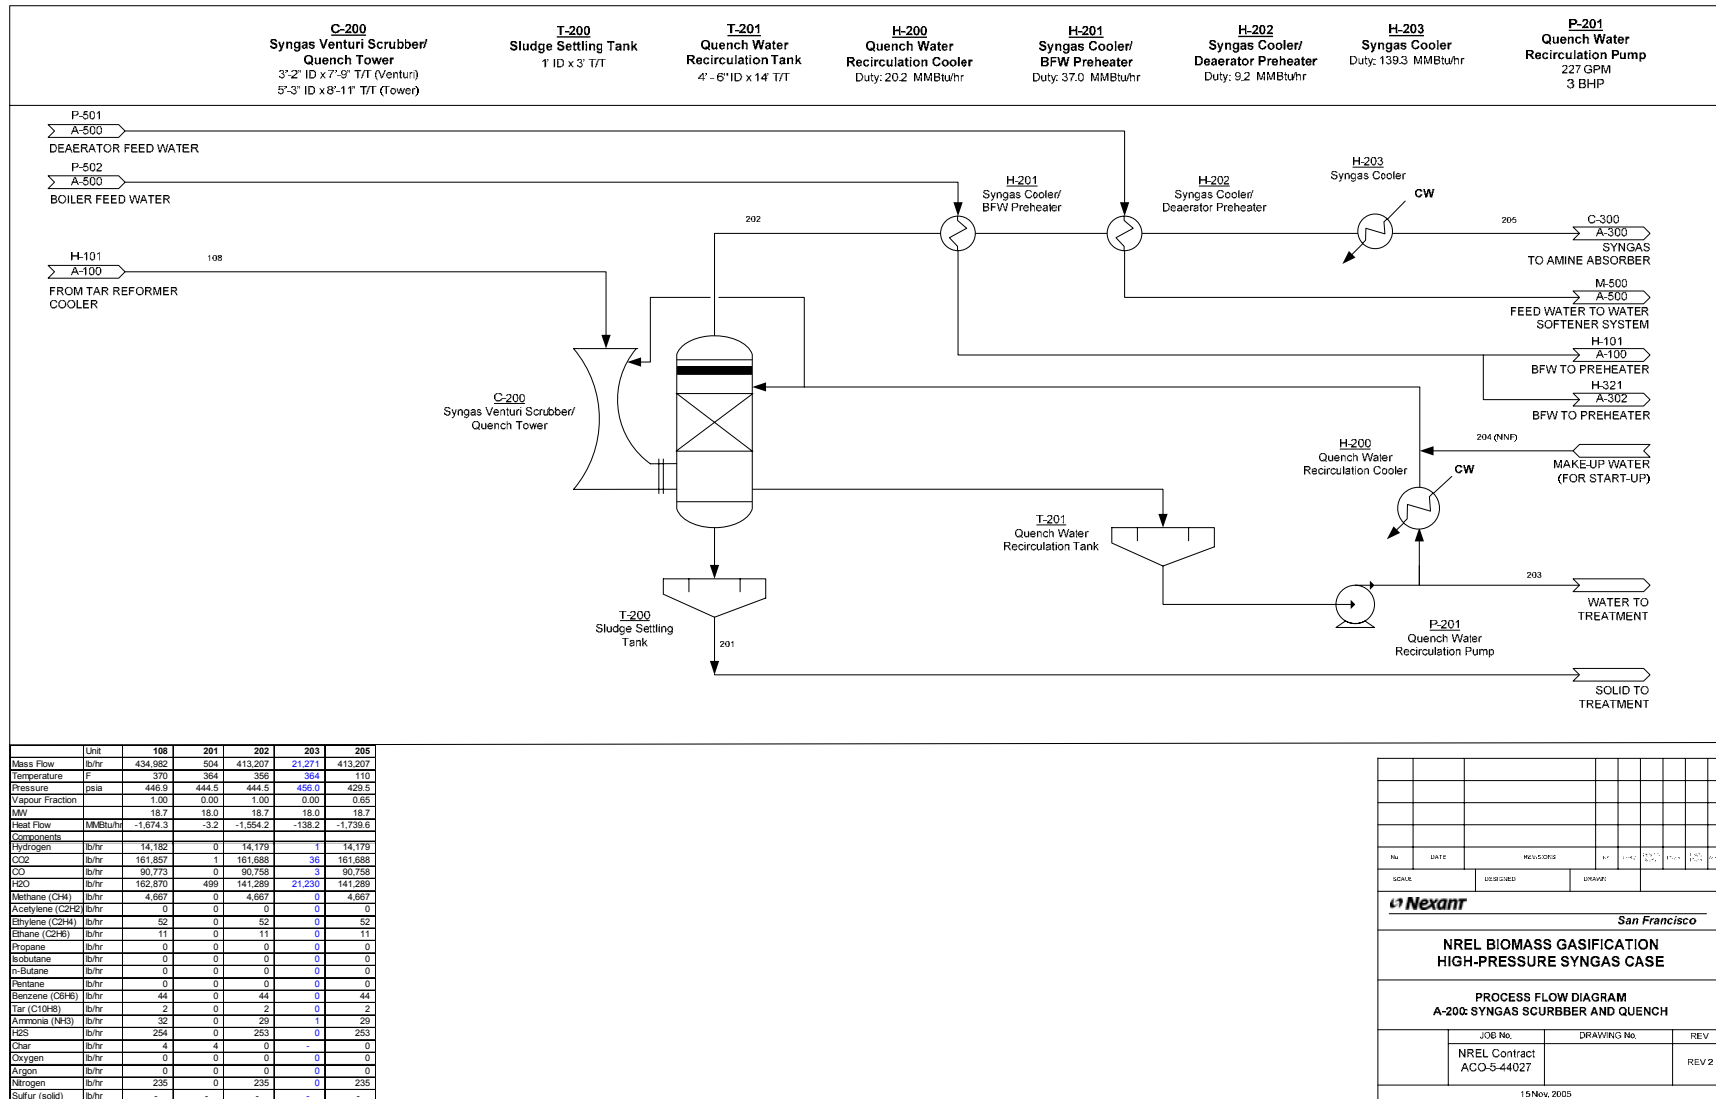 C-200
Syngas Venturi Scrubber/
Quench Tower
3'-2" ID x 7'-9" T/T (Venturi)
5'-3" ID x 8'-11" T/T (Tower)
T-200
Sludge Settling Tank
1' ID x 3' T/T
T-201
Quench Water
Recirculation Tank
4' - 6" ID x 14' T/T
H-200
Quench Water
Recirculation Cooler
Duty: 20.2 MMBtu/hr
H-201
Syngas Cooler/
BFW Preheater
Duty: 37.0 MMBtu/hr
H-202
Syngas Cooler/
Deaerator Preheater
Duty: 9.2 MMBtu/hr
H-203
Syngas Cooler
Duty: 139.3 MMBtu/hr
P-201
Quench Water
Recirculation Pump
227 GPM
3 BHP
P-501
A-500
DEAERATOR FEED WATER
P-502
A-500
BOILER FEED WATER
H-101
A-100
FROM TAR REFORMER
COOLER
108
202
H-201
Syngas Cooler/
BFW Preheater
H-202
Syngas Cooler/
Deaerator Preheater
H-203
Syngas Cooler
CW
205
C-300
A-300
SYNGAS
TO AMINE ABSORBER
M-500
A-500
FEED WATER TO WATER
SOFTENER SYSTEM
H-101
A-100
BFW TO PREHEATER
H-321
A-302
BFW TO PREHEATER
C-200
Syngas Venturi Scrubber/
Quench Tower
204 (NNF)
MAKE-UP WATER
(FOR START-UP)
H-200
Quench Water
Recirculation Cooler
CW
T-201
Quench Water
Recirculation Tank
203
WATER TO
TREATMENT
P-201
Quench Water
Recirculation Pump
T-200
Sludge Settling
Tank
201
SOLID TO
TREATMENT
Unit 108 201 202 203 205
Mass Flow lb/hr 434,982 504 413,207 21,271 413,207
Temperature F 370 364 356 364 110
Pressure psia 446.9 444.5 444.5 456.0 429.5
Vapour Fraction 1.00 0.00 1.00 0.00 0.65
MW 18.7 18.0 18.7 18.0 18.7
Heat Flow MMBtu/hr -1,674.3 -3.2 -1,554.2 -138.2 -1,739.6
Components
Hydrogen lb/hr 14,182 0 14,179 1 14,179
CO2 lb/hr 161,857 1 161,688 36 161,688
CO lb/hr 90,773 0 90,758 3 90,758
H2O lb/hr 162,870 499 141,289 21,230 141,289
Methane (CH4) lb/hr 4,667 0 4,667 0 4,667
Acetylene (C2H2) lb/hr 0 0 0 0 0
Ethylene (C2H4) lb/hr 52 0 52 0 52
Ethane (C2H6) lb/hr 11 0 11 0 11
Propane lb/hr 0 0 0 0 0
Isobutane lb/hr 0 0 0 0 0
n-Butane lb/hr 0 0 0 0 0
Pentane lb/hr 0 0 0 0 0
Benzene (C6H6) lb/hr 44 0 44 0 44
Tar (C10H8) lb/hr 2 0 2 0 2
Ammonia (NH3) lb/hr 32 0 29 1 29
H2S lb/hr 254 0 253 0 253
Char lb/hr 4 4 0 - 0
Oxygen lb/hr 0 0 0 0 0
Argon lb/hr 0 0 0 0 0
Nitrogen lb/hr 235 0 235 0 235
Sulfur (solid) lb/hr - - - - -
No DATE REVISIONS
SCALE DESIGNED DRAWN
Nexant
San Francisco
NREL BIOMASS GASIFICATION
HIGH-PRESSURE SYNGAS CASE
PROCESS FLOW DIAGRAM
A-200: SYNGAS SCURBBER AND QUENCH
JOB No. DRAWING No. REV
NREL Contract
ACO-5-44027
REV 2
15 Nov, 2005